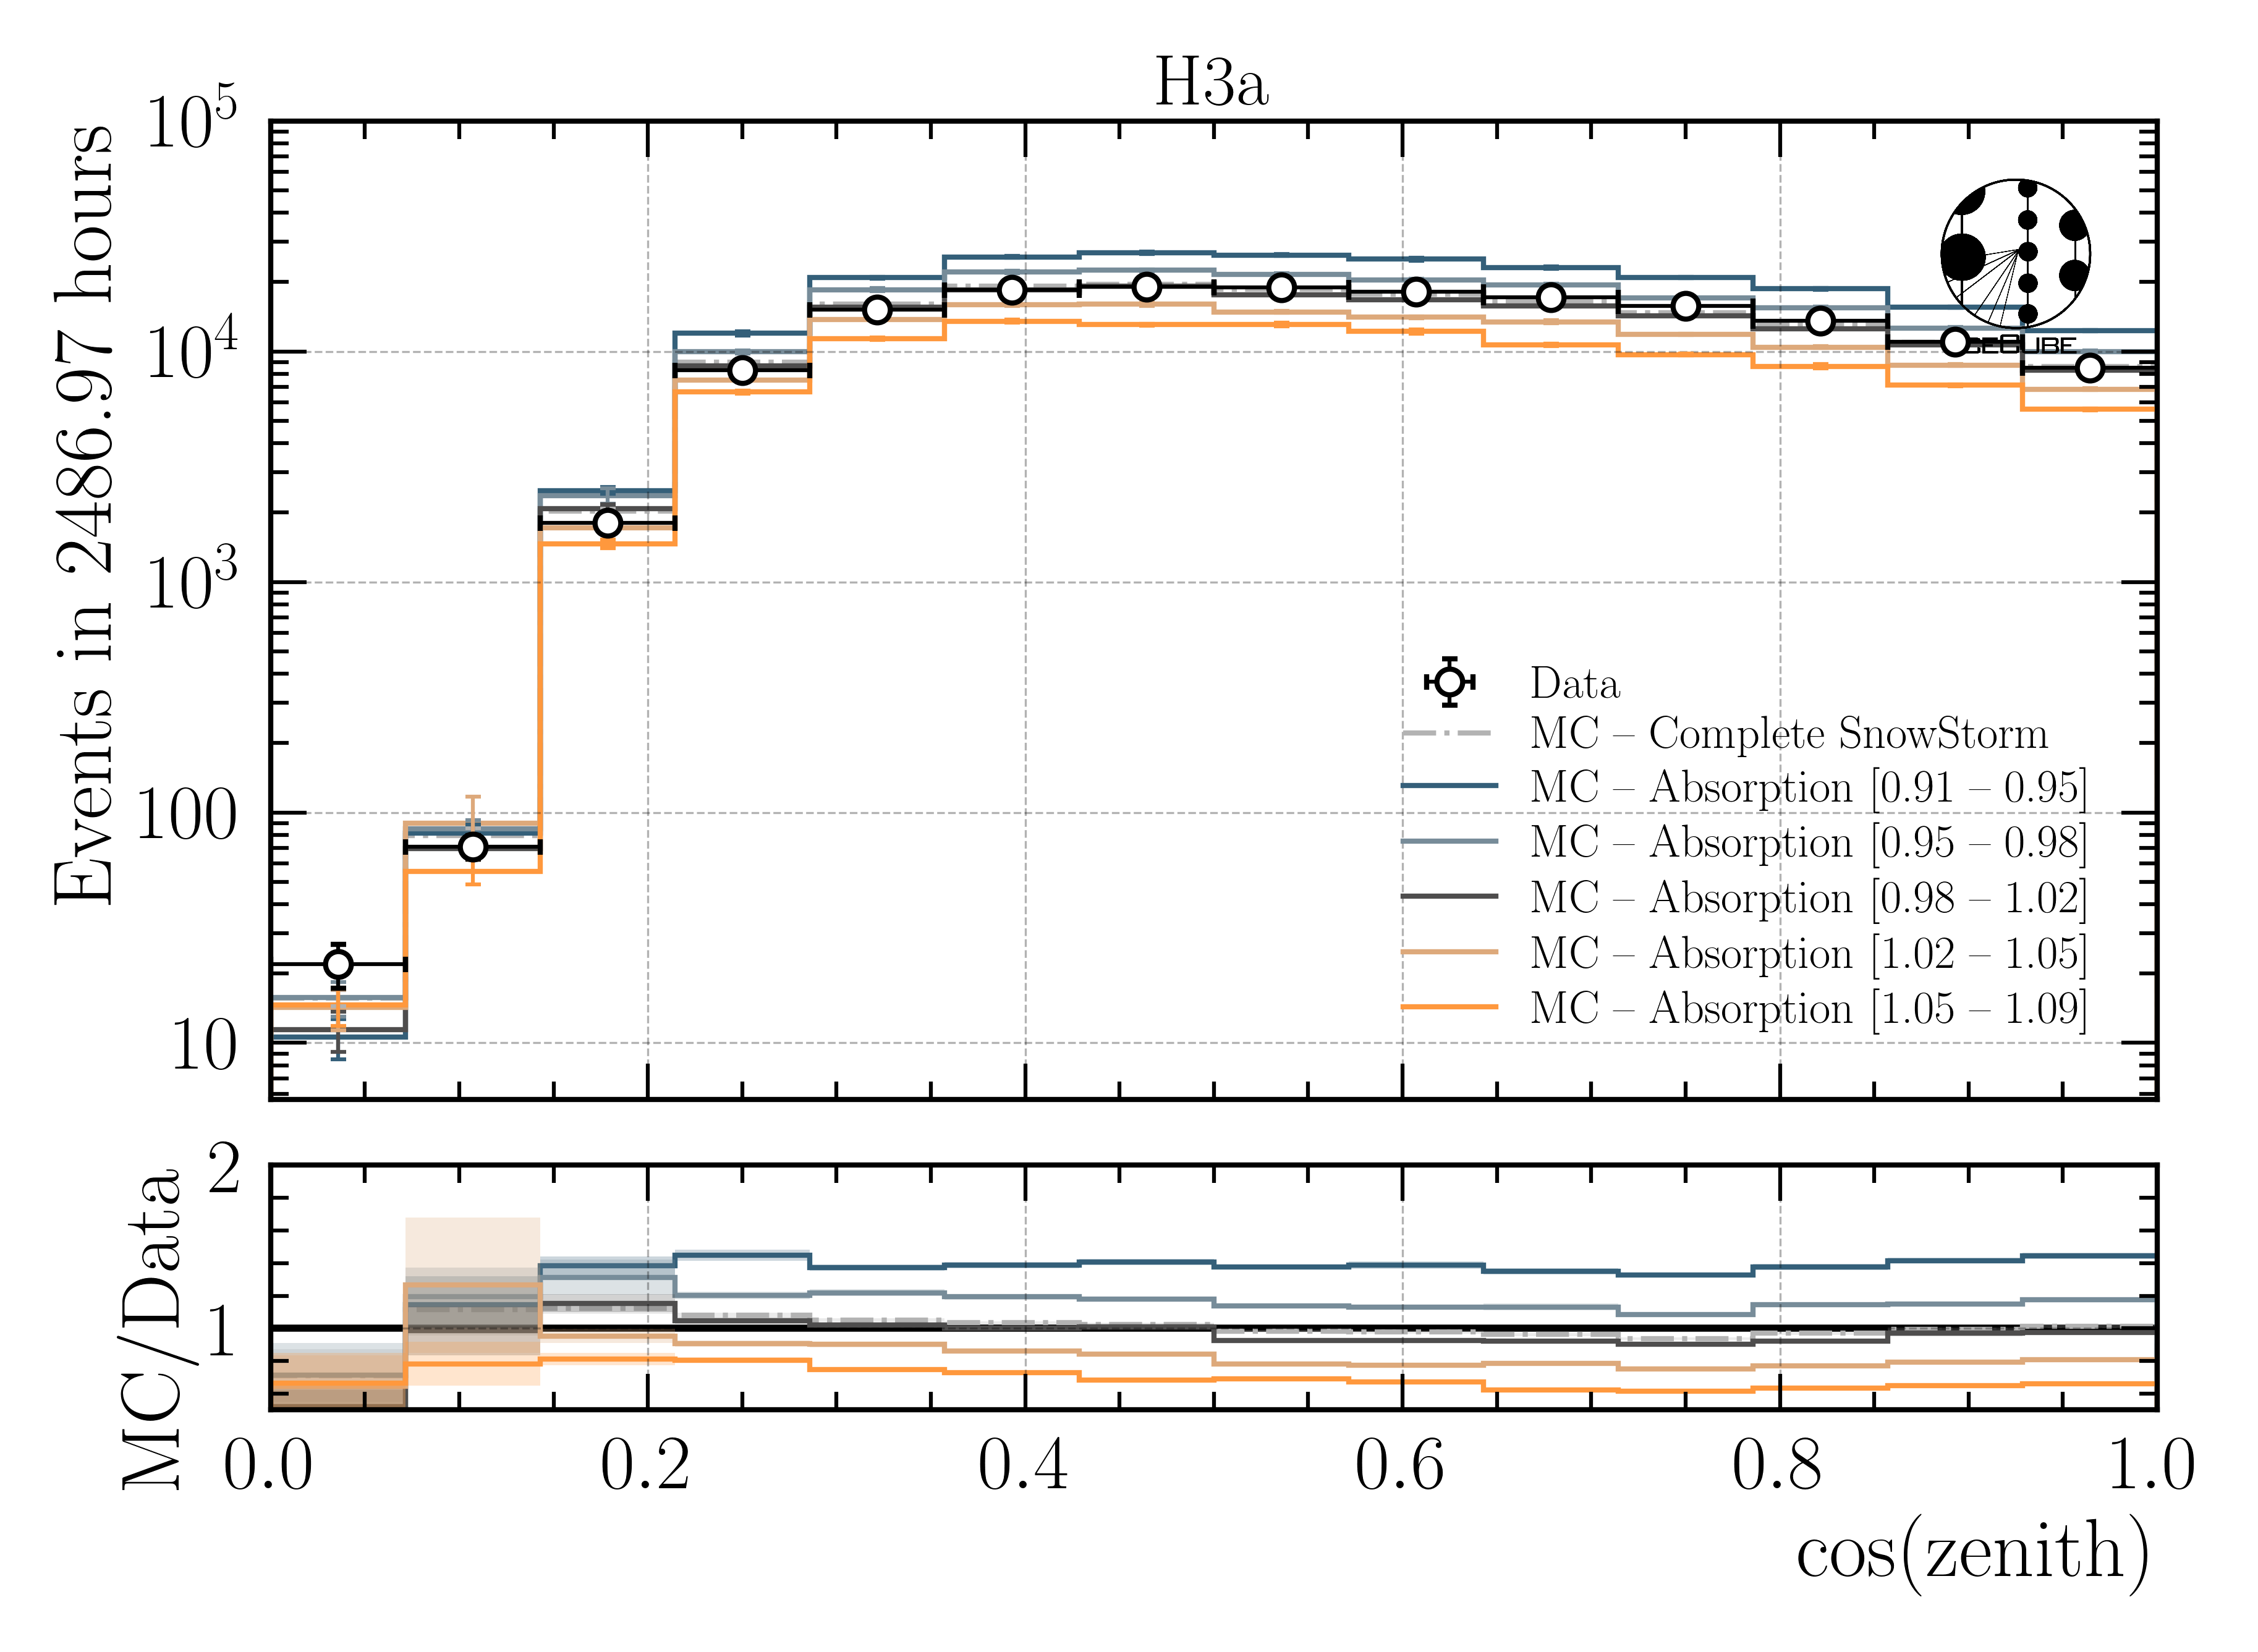 H3a
Events in 2486.97 hours
10^5
10^4
10^3
100
10
Data
MC – Complete SnowStorm
MC – Absorption [0.91 – 0.95]
MC – Absorption [0.95 – 0.98]
MC – Absorption [0.98 – 1.02]
MC – Absorption [1.02 – 1.05]
MC – Absorption [1.05 – 1.09]
MC/Data
2
1
0.0 0.2 0.4 0.6 0.8 1.0
cos(zenith)